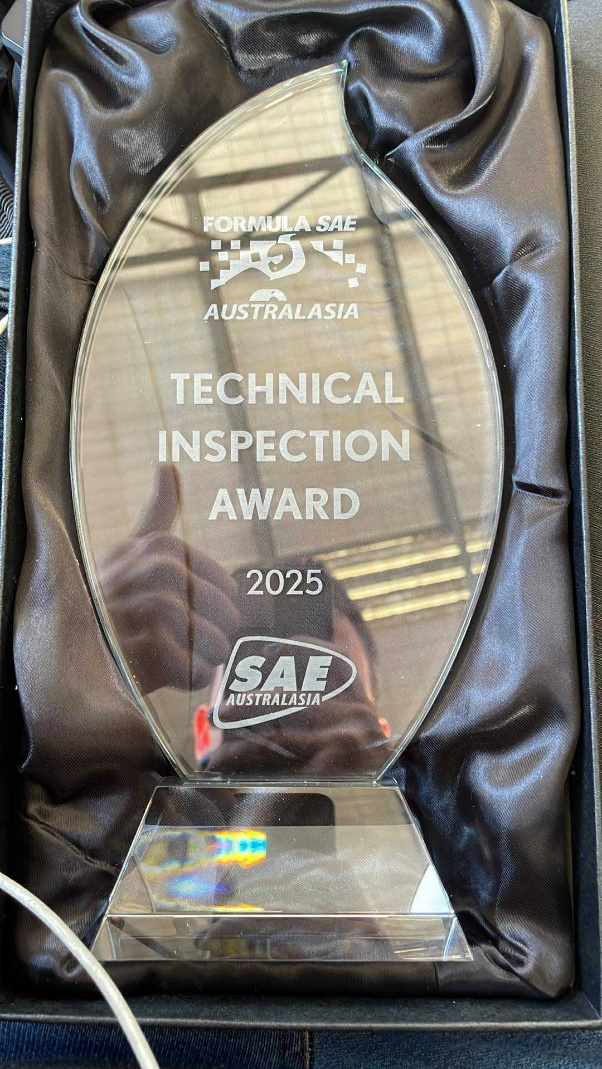 FORMULA SAE
AUSTRALASIA
TECHNICAL
INSPECTION
AWARD
2025
SAE
AUSTRALASIA